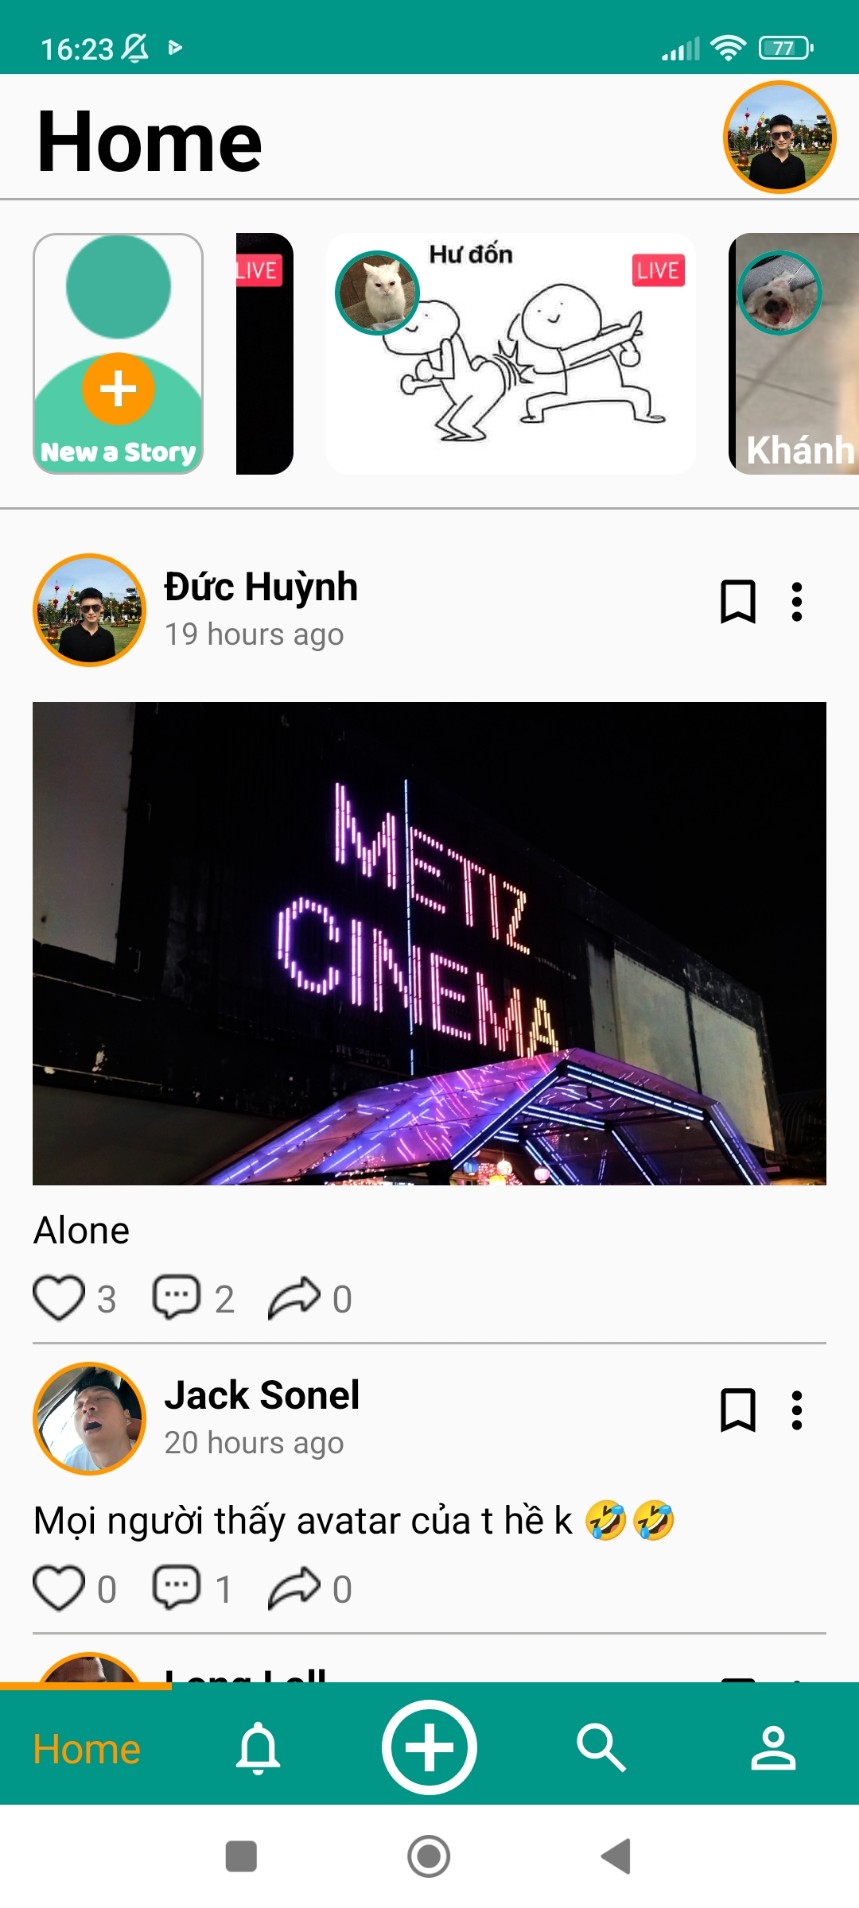 16:23
77
Home
LIVE
Hư đốn
LIVE
New a Story
Khánh
Đức Huỳnh
19 hours ago
METIZ
CINEMA
Alone
3 2 0
Jack Sonel
20 hours ago
Mọi người thấy avatar của t hề k 🤣🤣
0 1 0
Home